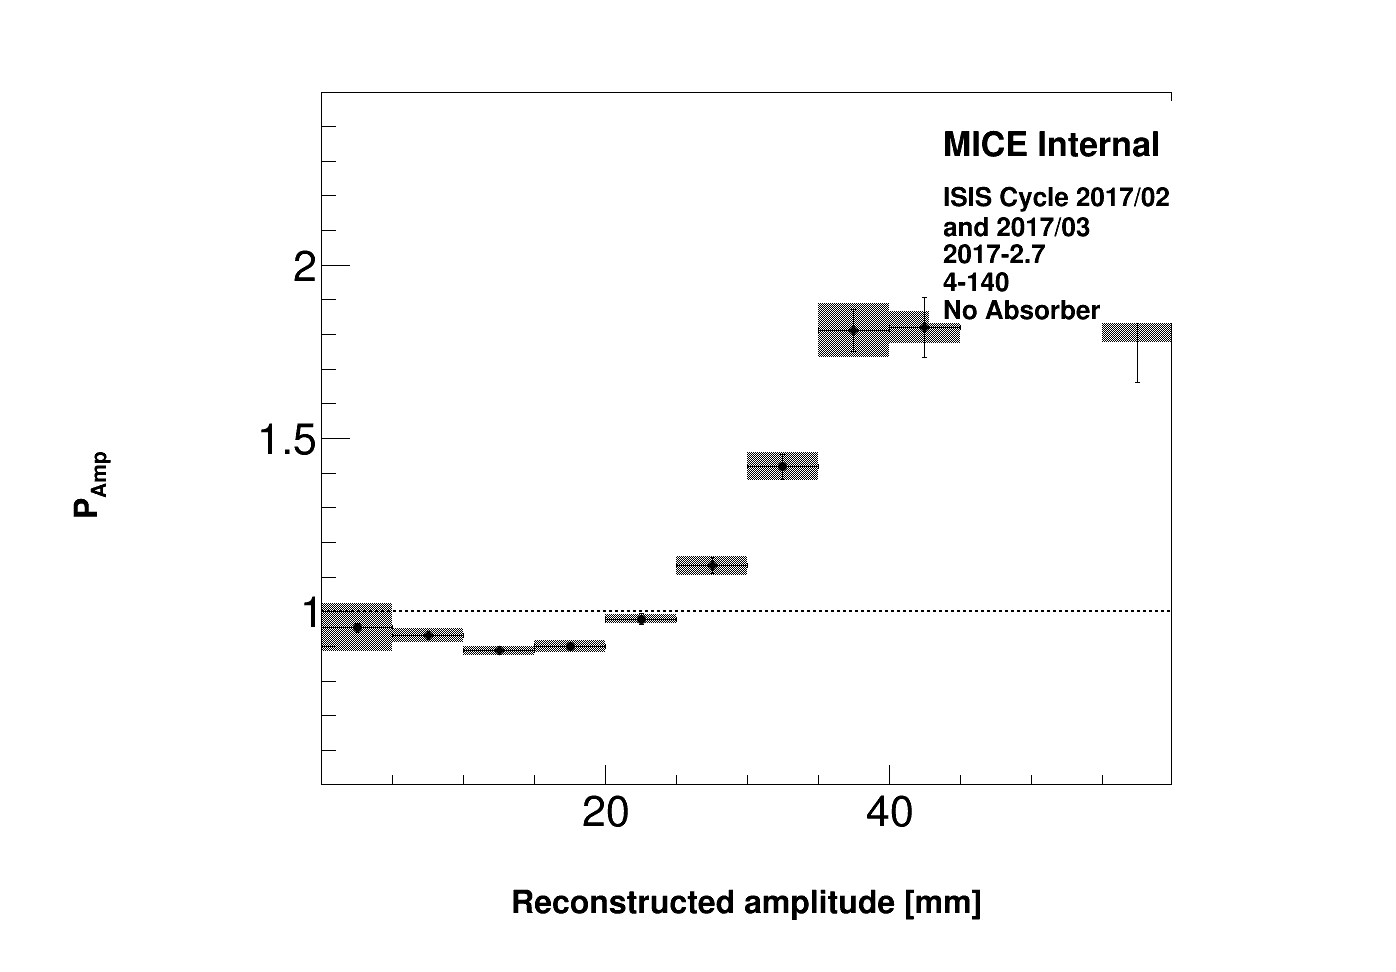 MICE Internal
ISIS Cycle 2017/02
and 2017/03
2017-2.7
4-140
No Absorber
2
1.5
1
P_Amp
20 40
Reconstructed amplitude [mm]